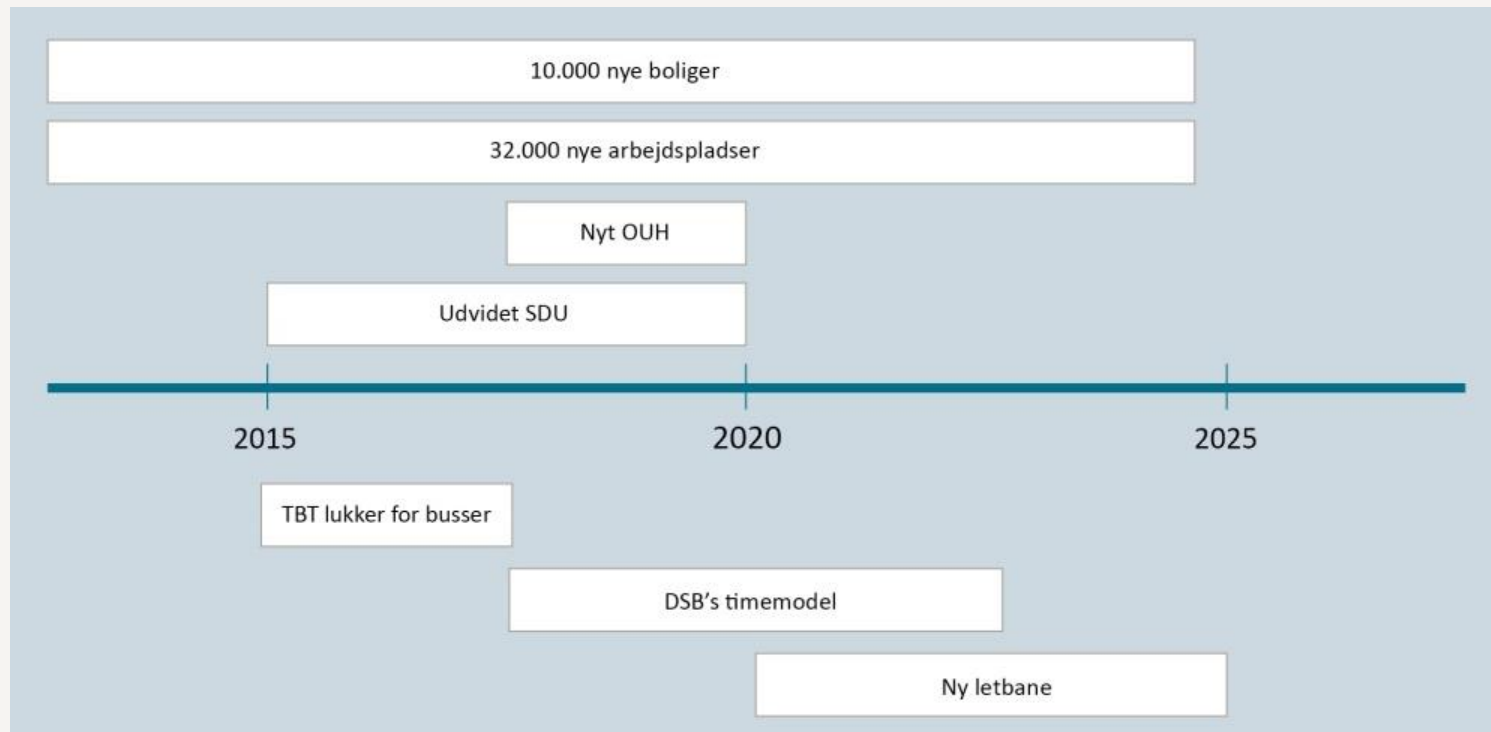 10.000 nye boliger
32.000 nye arbejdspladser
Nyt OUH
Udvidet SDU
2015 2020 2025
TBT lukker for busser
DSB's timemodel
Ny letbane